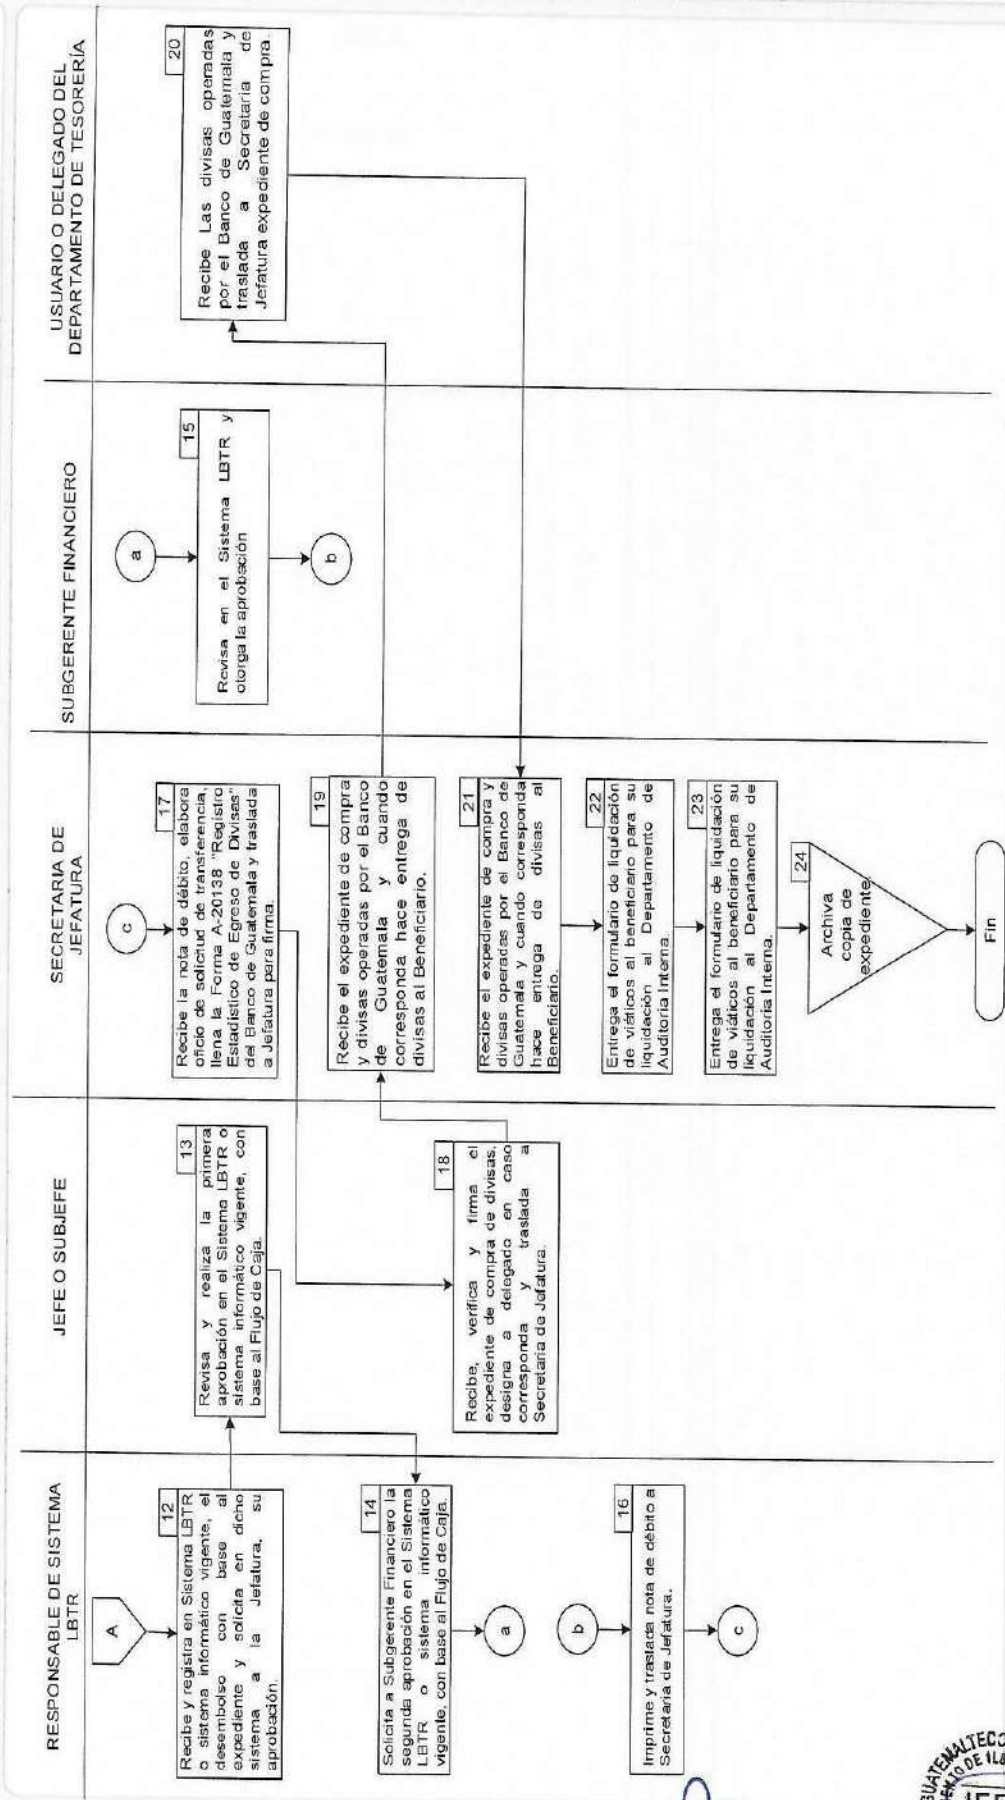 RESPONSABLE DE SISTEMA
LBTR
JEFE O SUBJEFE
SECRETARIA DE
JEFATURA
SUBGERENTE FINANCIERO
USUARIO O DELEGADO DEL
DEPARTAMENTO DE TESORERÍA
A
12
Recibe y registra en Sistema LBTR
o sistema informático vigente, el
desembolso con base al
expediente y solicita en dicho
sistema a la Jefatura, su
aprobación.
13
Revisa y realiza la primera
aprobación en el Sistema LBTR o
sistema informático vigente, con
base al Flujo de Caja.
14
Solicita a Subgerente Financiero la
segunda aprobación en el Sistema
LBTR o sistema informático
vigente, con base al Flujo de Caja.
a
a
15
Revisa en el Sistema LBTR y
otorga la aprobación
b
b
16
Imprime y traslada nota de débito a
Secretaria de Jefatura.
c
c
17
Recibe la nota de débito, elabora
oficio de solicitud de transferencia,
llena la Forma A-20138 "Registro
Estadístico de Egreso de Divisas"
del Banco de Guatemala y traslada
a Jefatura para firma.
18
Recibe, verifica y firma el
expediente de compra de divisas,
designa a delegado en caso
corresponda y traslada a
Secretaria de Jefatura.
19
Recibe el expediente de compra
y divisas operadas por el Banco
de Guatemala y cuando
corresponda hace entrega de
divisas al Beneficiario.
20
Recibe Las divisas operadas
por el Banco de Guatemala y
traslada a Secretaria de
Jefatura expediente de compra.
21
Recibe el expediente de compra y
divisas operadas por el Banco de
Guatemala y cuando corresponda
hace entrega de divisas al
Beneficiario.
22
Entrega el formulario de liquidación
de viáticos al beneficiario para su
liquidación al Departamento de
Auditoría Interna.
23
Entrega el formulario de liquidación
de viáticos al beneficiario para su
liquidación al Departamento de
Auditoría Interna.
24
Archiva
copia de
expediente.
Fin